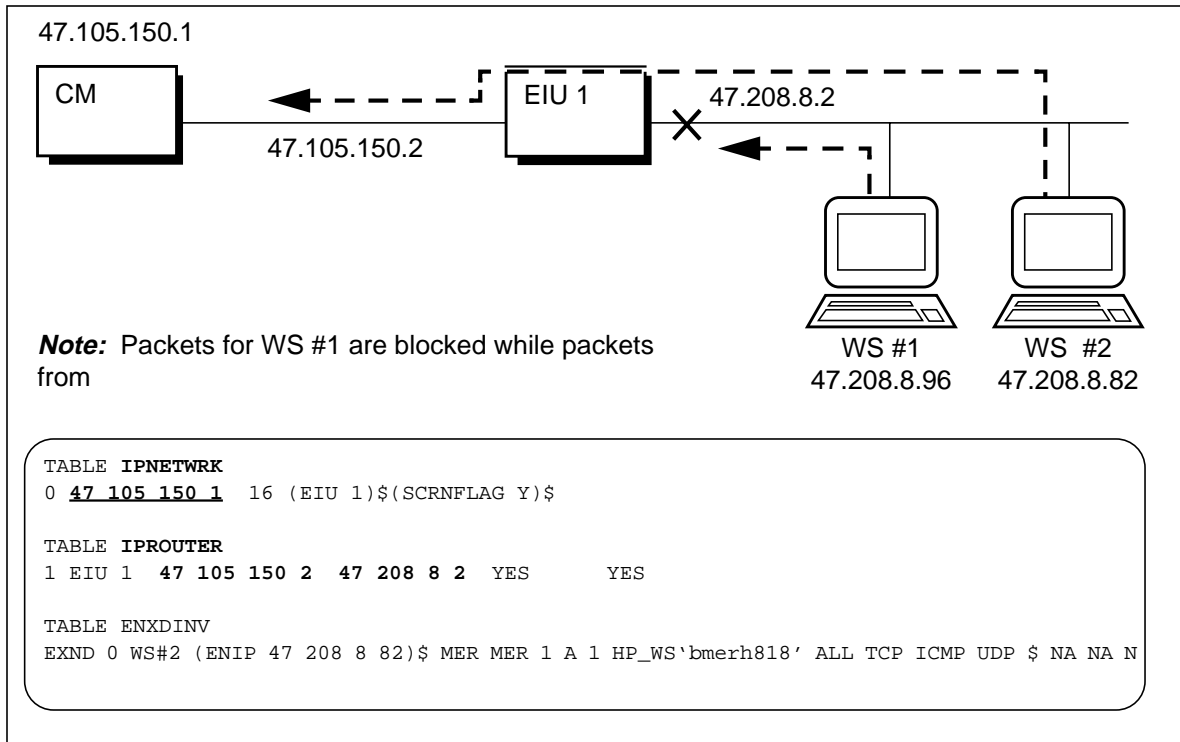 47.105.150.1
CM
EIU 1
47.208.8.2
47.105.150.2
Note: Packets for WS #1 are blocked while packets
from
WS #1
47.208.8.96
WS #2
47.208.8.82
TABLE IPNETWRK
0 47 105 150 1 16 (EIU 1)$(SCRNFLAG Y)$
TABLE IPROUTER
1 EIU 1 47 105 150 2 47 208 8 2 YES YES
TABLE ENXDINV
EXND 0 WS#2 (ENIP 47 208 8 82)$ MER MER 1 A 1 HP_WS‘bmerh818’ ALL TCP ICMP UDP $ NA NA N